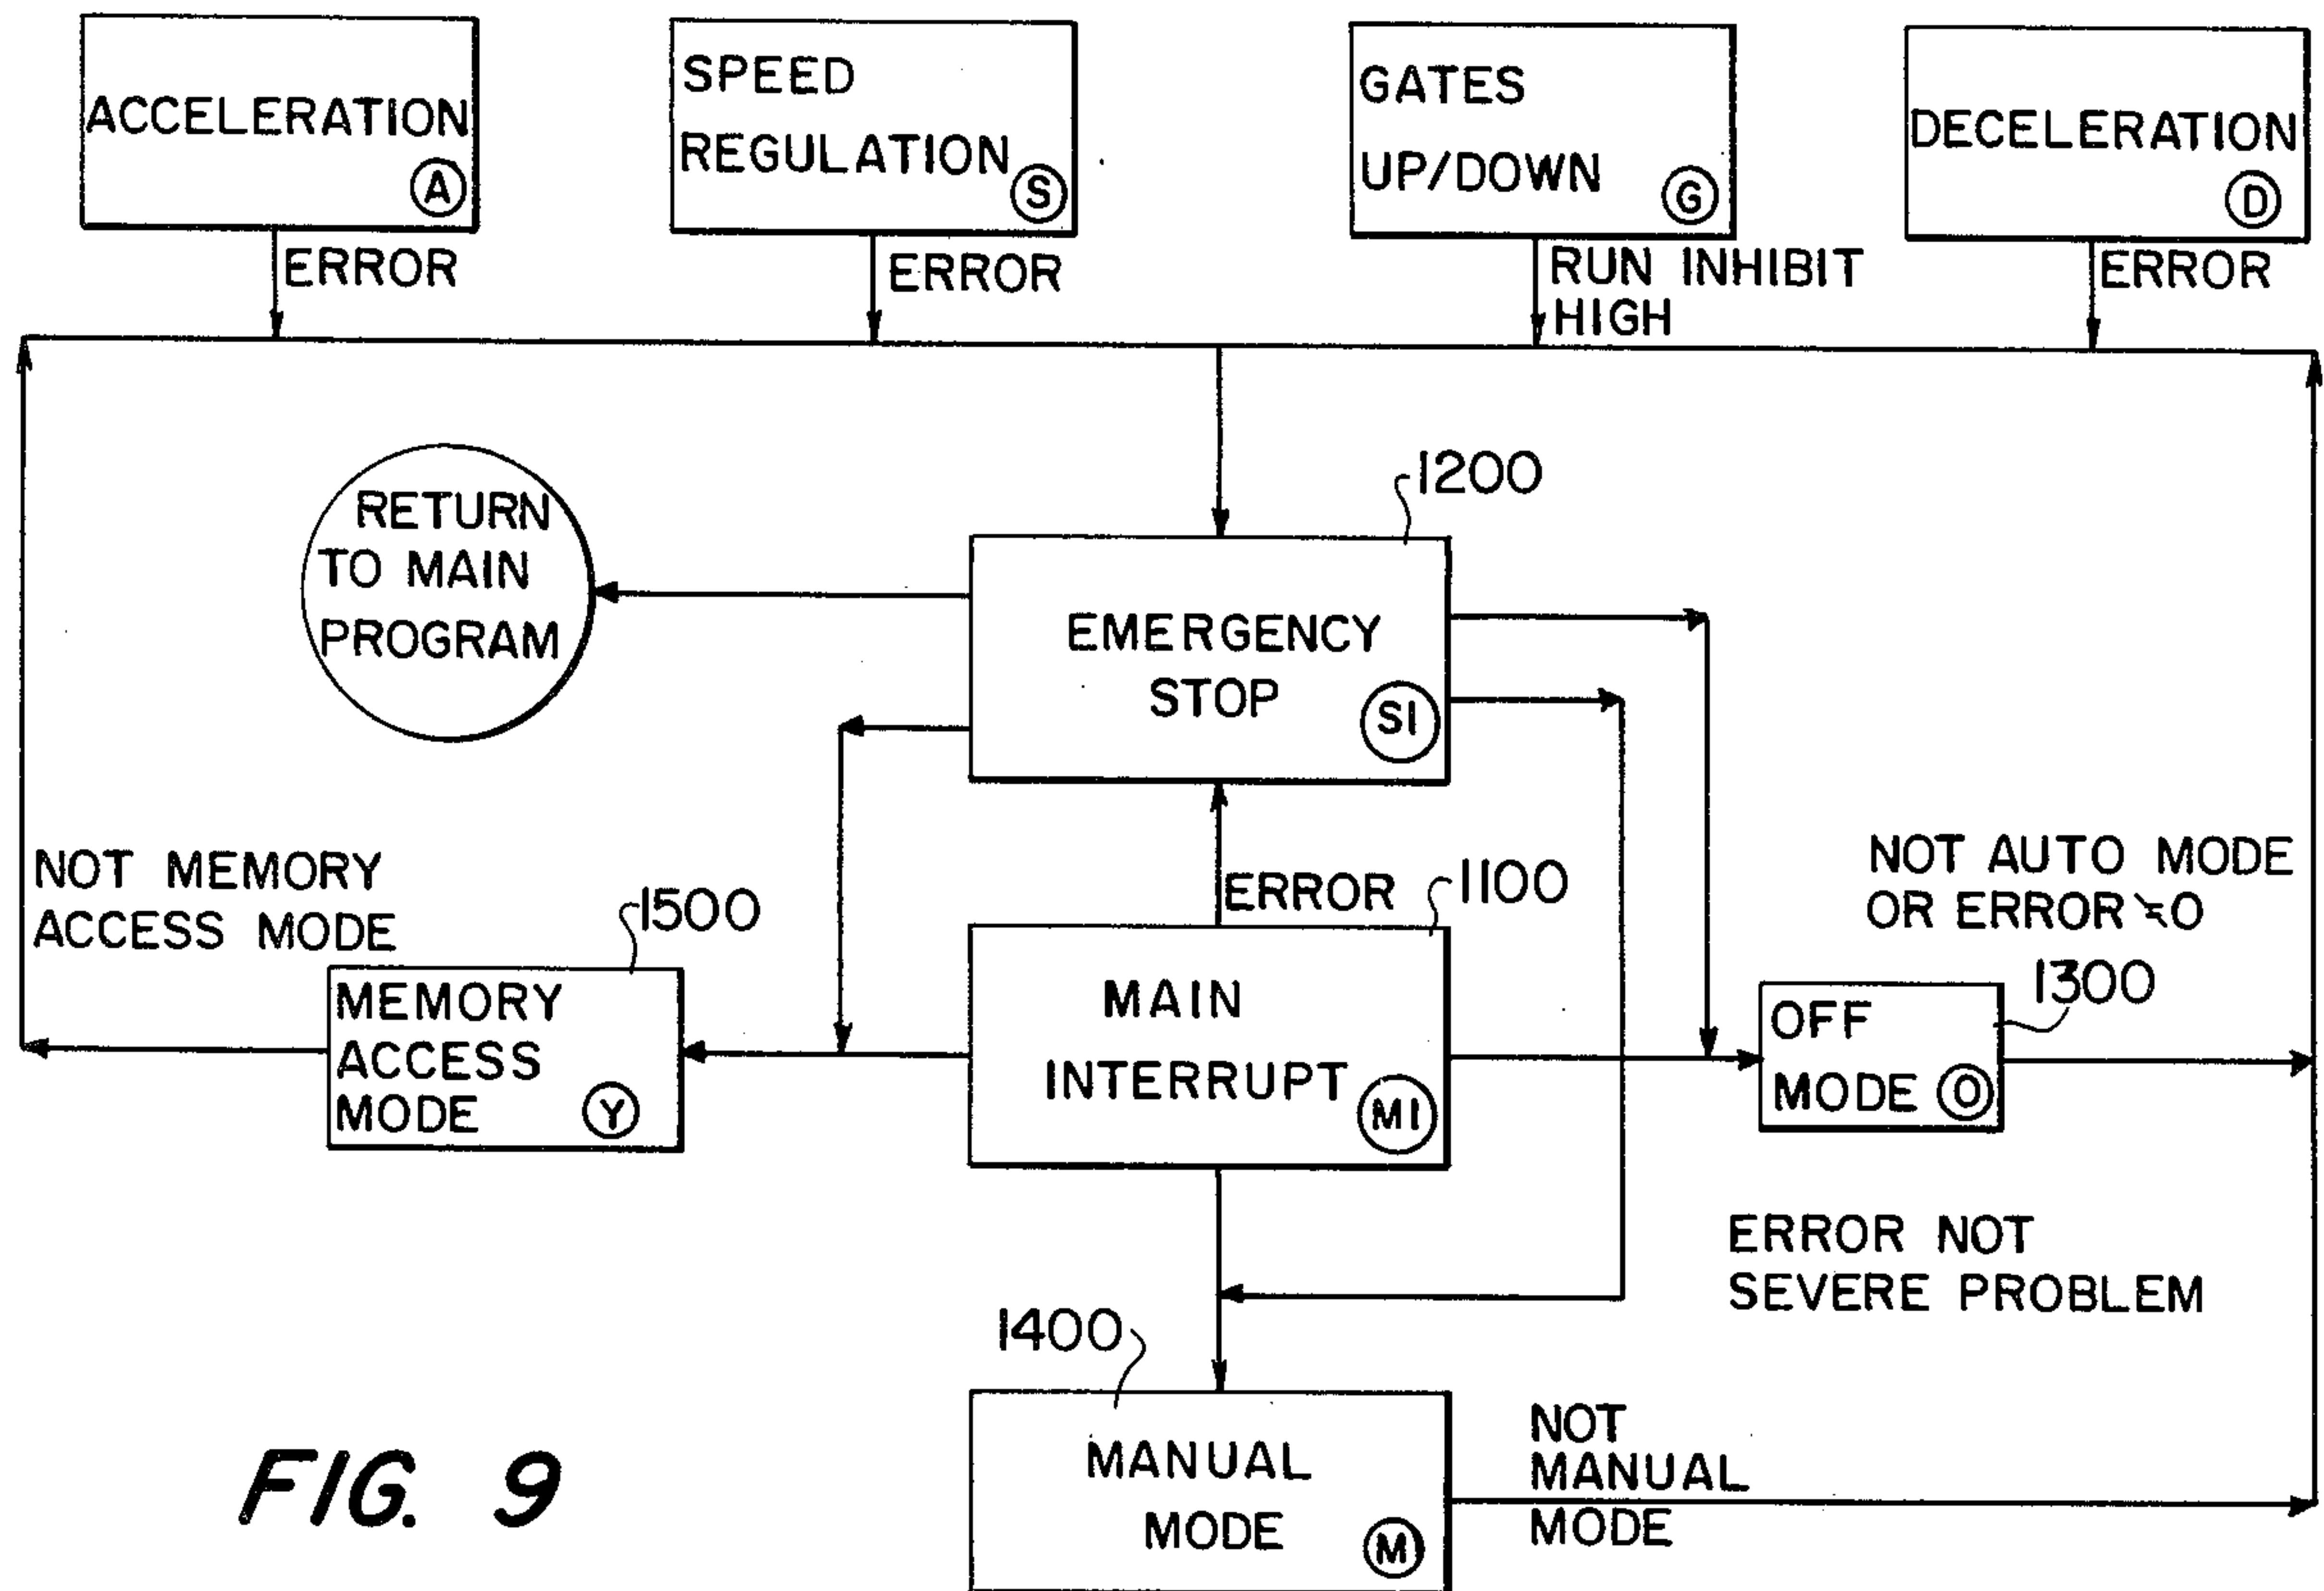 ACCELERATION
A
SPEED
REGULATION
S
GATES
UP/DOWN
G
DECELERATION
D
ERROR
ERROR
RUN INHIBIT
HIGH
ERROR
RETURN
TO MAIN
PROGRAM
1200
EMERGENCY
STOP
S1
NOT MEMORY
ACCESS MODE
1500
MEMORY
ACCESS
MODE
Y
ERROR
1100
MAIN
INTERRUPT
M1
NOT AUTO MODE
OR ERROR ≠0
1300
OFF
MODE
O
ERROR NOT
SEVERE PROBLEM
1400
MANUAL
MODE
M
NOT
MANUAL
MODE
FIG. 9